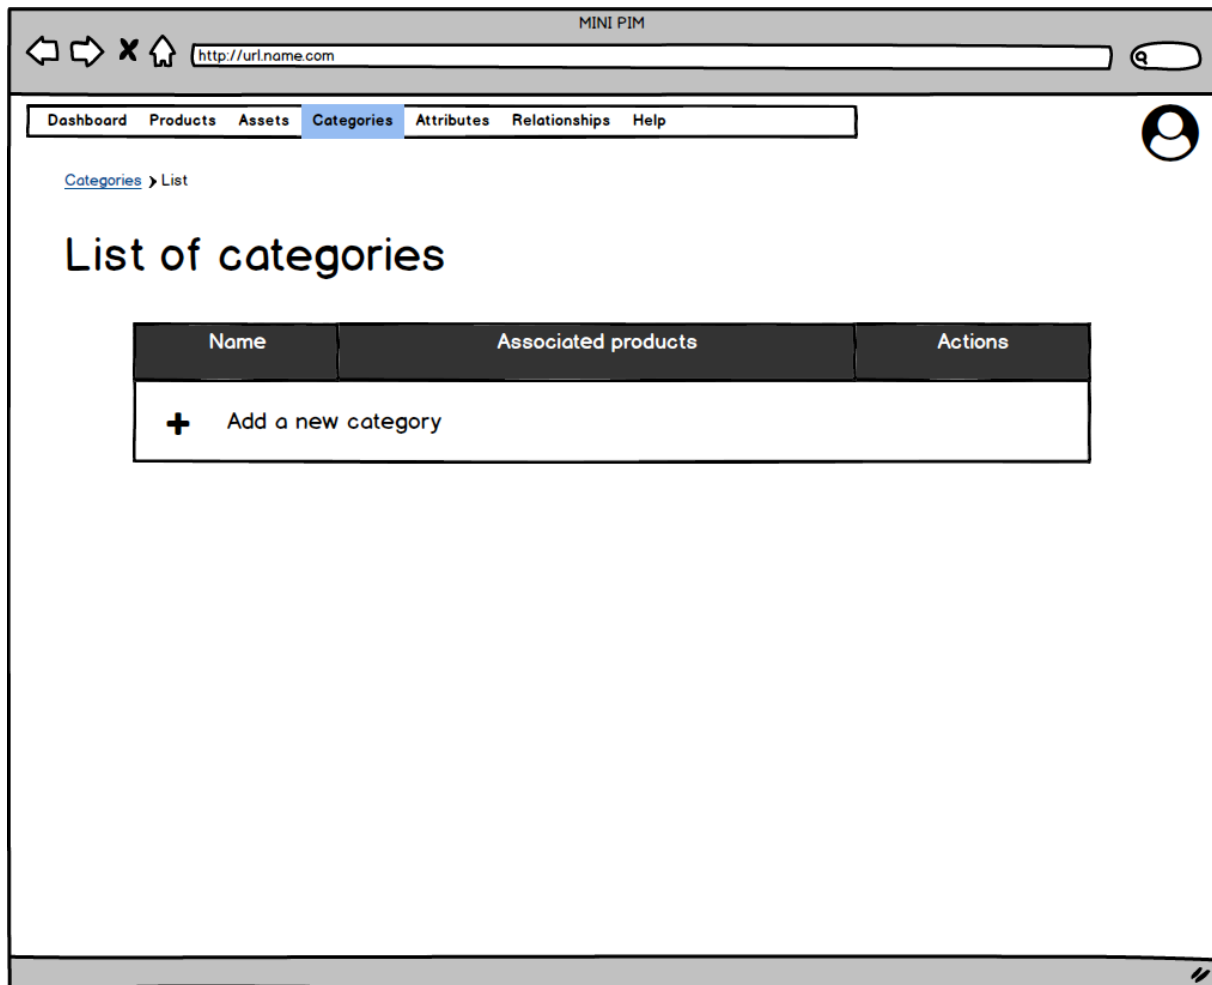 MINI PIM
http://url.name.com
Dashboard Products Assets Categories Attributes Relationships Help
Categories List
List of categories
Name Associated products Actions
Add a new category